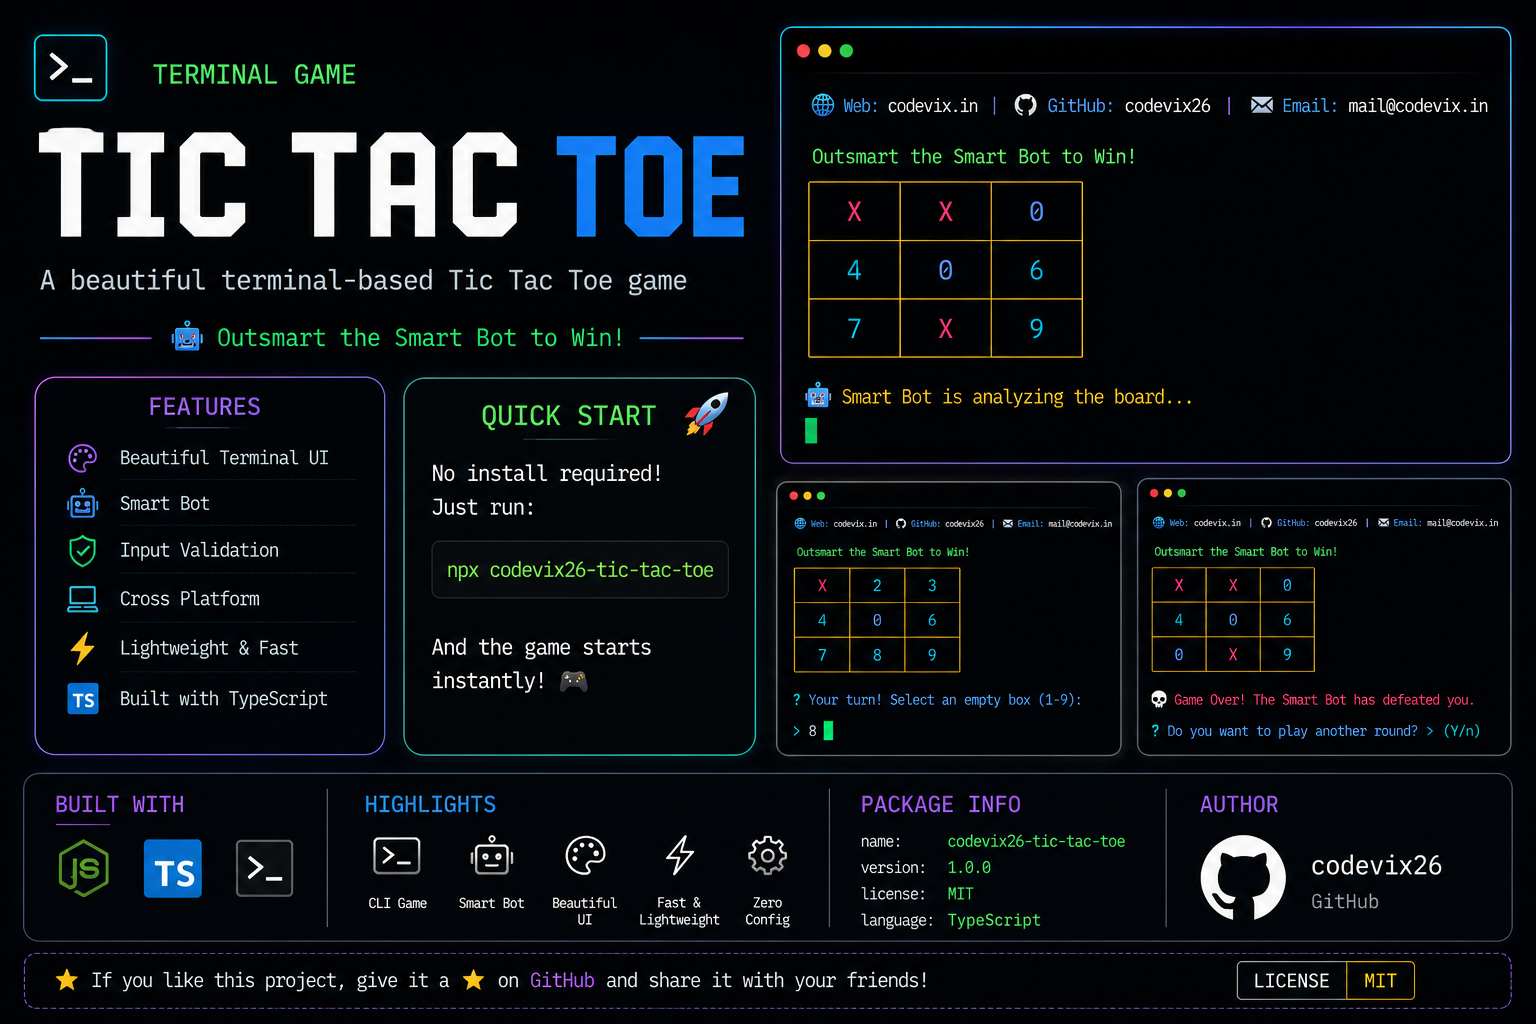 >_
TERMINAL GAME
TIC TAC TOE
A beautiful terminal-based Tic Tac Toe game
Outsmart the Smart Bot to Win!
FEATURES
Beautiful Terminal UI
Smart Bot
Input Validation
Cross Platform
Lightweight & Fast
TS Built with TypeScript
QUICK START
No install required!
Just run:
npx codevix26-tic-tac-toe
And the game starts
instantly!
Web: codevix.in | GitHub: codevix26 | Email: mail@codevix.in
Outsmart the Smart Bot to Win!
X X 0
4 0 6
7 X 9
Smart Bot is analyzing the board...
Web: codevix.in | GitHub: codevix26 | Email: mail@codevix.in
Outsmart the Smart Bot to Win!
X 2 3
4 0 6
7 8 9
? Your turn! Select an empty box (1-9):
> 8
Web: codevix.in | GitHub: codevix26 | Email: mail@codevix.in
Outsmart the Smart Bot to Win!
X X 0
4 0 6
0 X 9
Game Over! The Smart Bot has defeated you.
? Do you want to play another round? > (Y/n)
BUILT WITH
JS TS >_
HIGHLIGHTS
>_
CLI Game
Smart Bot
Beautiful
UI
Fast &
Lightweight
Zero
Config
PACKAGE INFO
name: codevix26-tic-tac-toe
version: 1.0.0
license: MIT
language: TypeScript
AUTHOR
codevix26
GitHub
If you like this project, give it a ⭐ on GitHub and share it with your friends!
LICENSE MIT